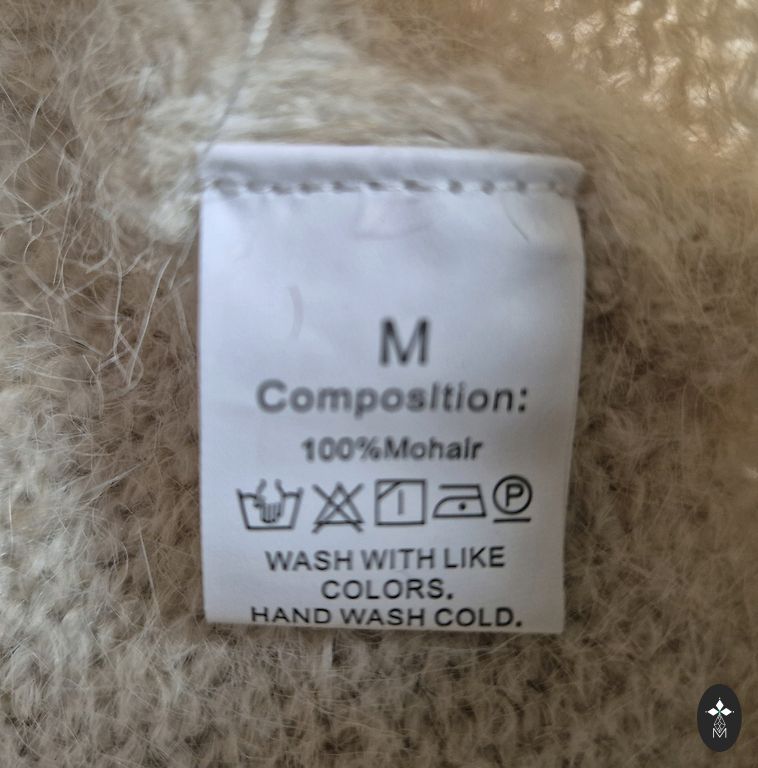 M
Composition:
100%Mohair
P
WASH WITH LIKE
COLORS.
HAND WASH COLD.
M